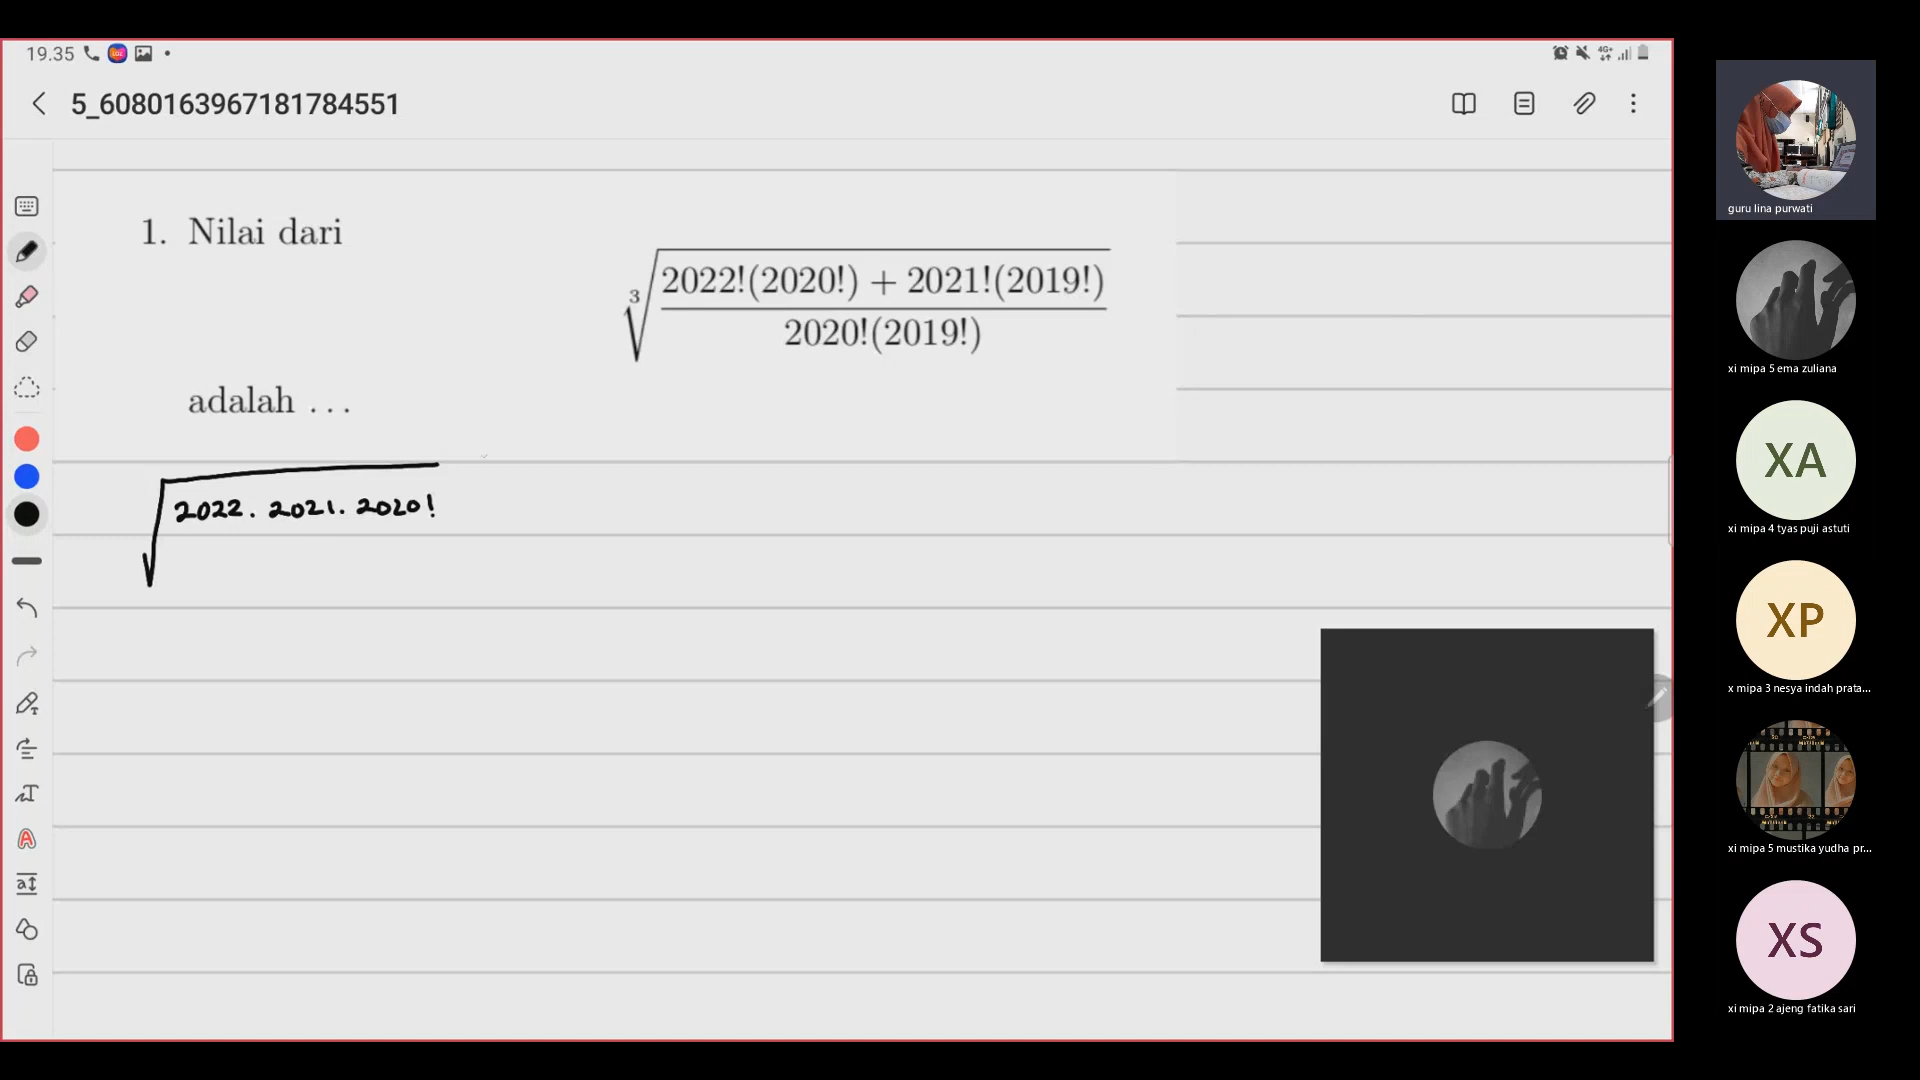 19.35
4G+
5_6080163967181784551
1. Nilai dari
3√ 2022!(2020!) + 2021!(2019!)
2020!(2019!)
adalah ...
√ 2022. 2021. 2020!
guru lina purwati
xi mipa 5 ema zuliana
XA
xi mipa 4 tyas puji astuti
XP
x mipa 3 nesya indah prata...
xi mipa 5 mustika yudha pr...
XS
xi mipa 2 ajeng fatika sari